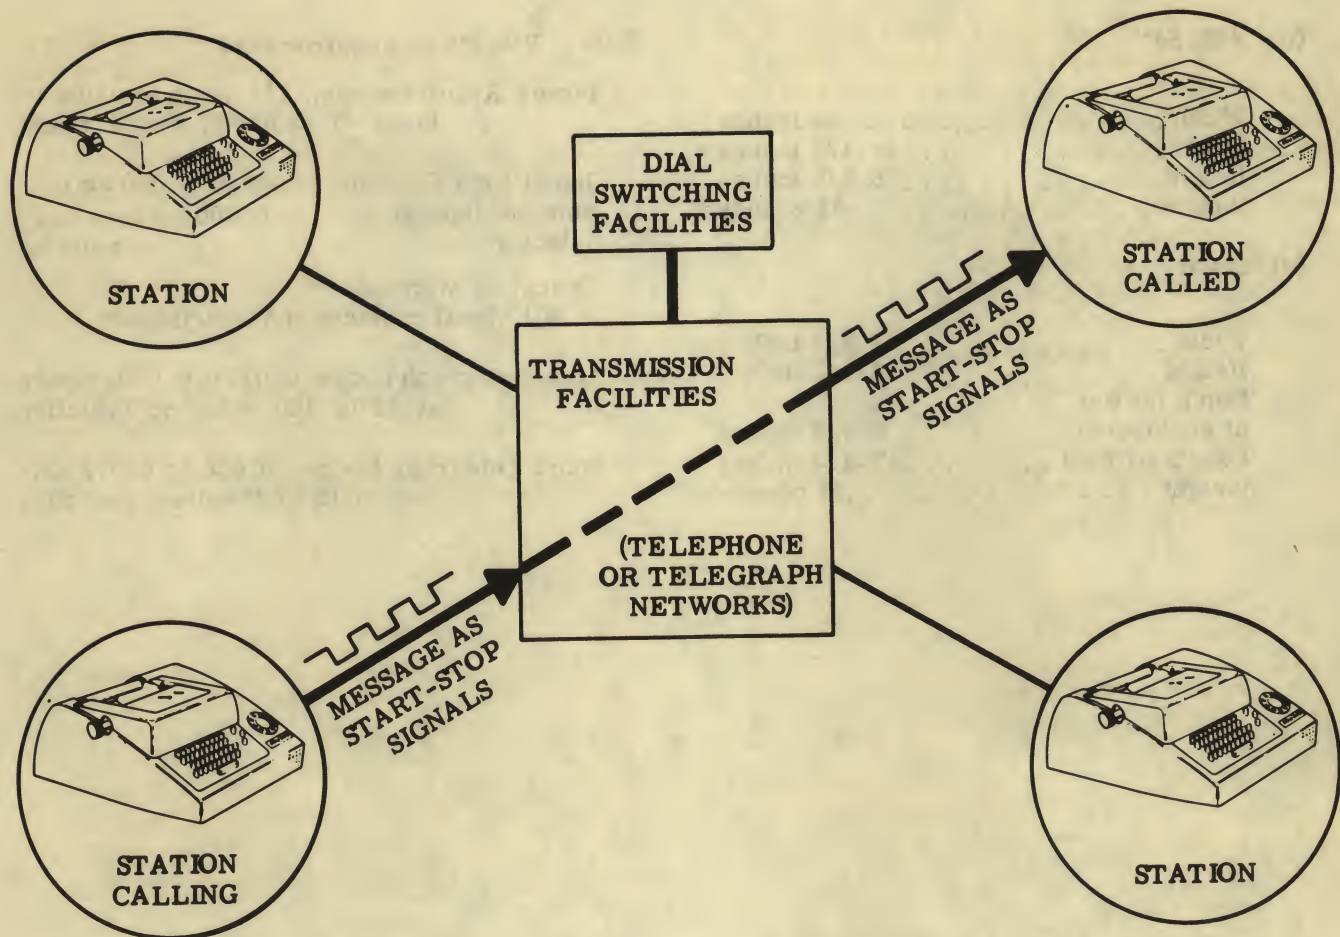 STATION
DIAL
SWITCHING
FACILITIES
STATION
CALLED
TRANSMISSION
FACILITIES
MESSAGE AS
START-STOP
SIGNALS
(TELEPHONE
OR TELEGRAPH
NETWORKS)
MESSAGE AS
START-STOP
SIGNALS
STATION
CALLING
STATION